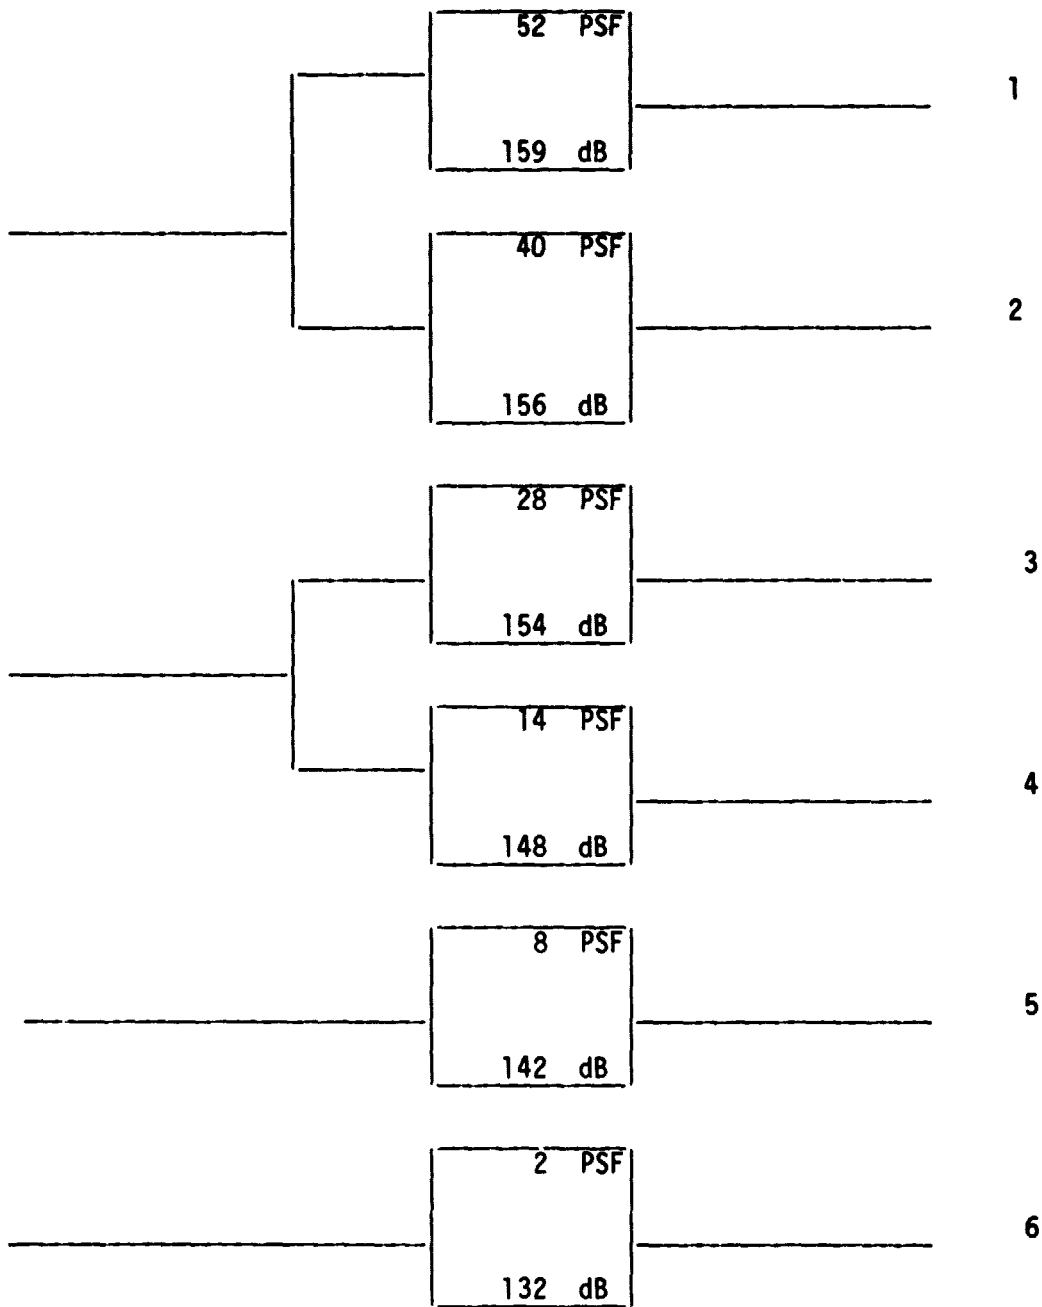 52 PSF
1
159 dB
40 PSF
2
156 dB
28 PSF
3
154 dB
14 PSF
4
148 dB
8 PSF
5
142 dB
2 PSF
6
132 dB